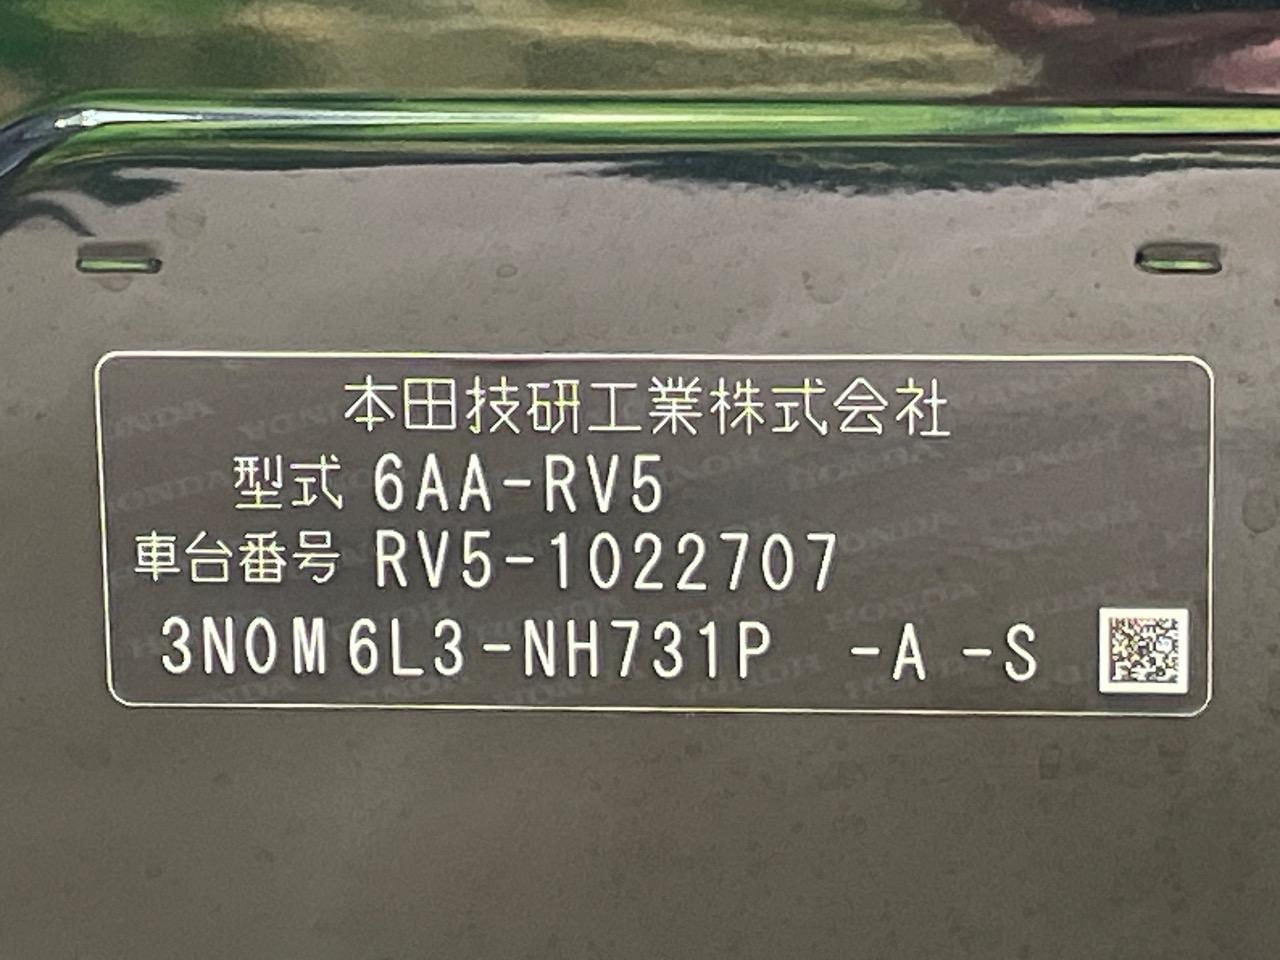 本田技研工業株式会社
型式 6AA-RV5
車台番号 RV5-1022707
3N0M6L3-NH731P -A -S